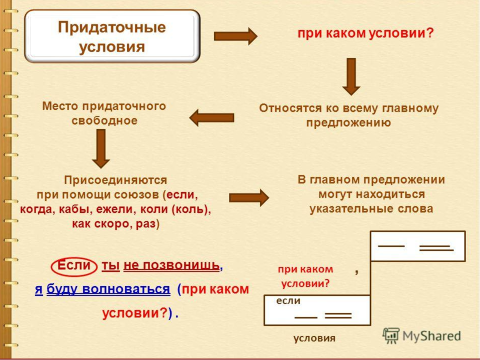 Придаточные
условия
при каком условии?
Относятся ко всему главному
предложению
Место придаточного
свободное
Присоединяются
при помощи союзов (если,
когда, кабы, ежели, коли (коль),
как скоро, раз)
В главном предложении
могут находиться
указательные слова
Если ты не позвонишь,
я буду волноваться (при каком
условии?) .
при каком
условии?
,
если
условия
MyShared